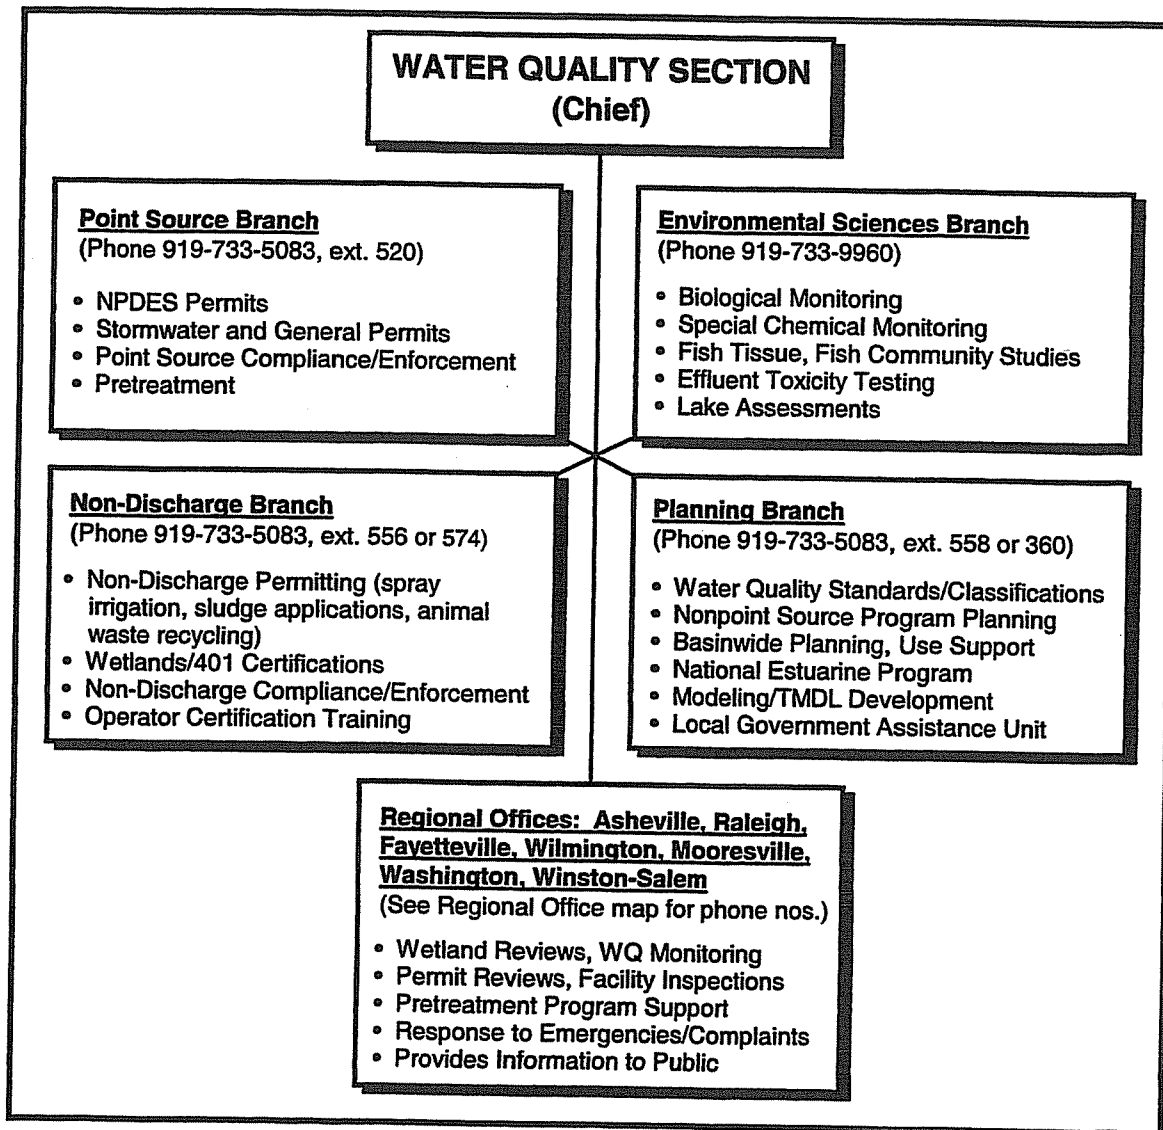 WATER QUALITY SECTION
(Chief)
Point Source Branch
(Phone 919-733-5083, ext. 520)
• NPDES Permits
• Stormwater and General Permits
• Point Source Compliance/Enforcement
• Pretreatment
Environmental Sciences Branch
(Phone 919-733-9960)
• Biological Monitoring
• Special Chemical Monitoring
• Fish Tissue, Fish Community Studies
• Effluent Toxicity Testing
• Lake Assessments
Non-Discharge Branch
(Phone 919-733-5083, ext. 556 or 574)
• Non-Discharge Permitting (spray
irrigation, sludge applications, animal
waste recycling)
• Wetlands/401 Certifications
• Non-Discharge Compliance/Enforcement
• Operator Certification Training
Planning Branch
(Phone 919-733-5083, ext. 558 or 360)
• Water Quality Standards/Classifications
• Nonpoint Source Program Planning
• Basinwide Planning, Use Support
• National Estuarine Program
• Modeling/TMDL Development
• Local Government Assistance Unit
Regional Offices: Asheville, Raleigh,
Fayetteville, Wilmington, Mooresville,
Washington, Winston-Salem
(See Regional Office map for phone nos.)
• Wetland Reviews, WQ Monitoring
• Permit Reviews, Facility Inspections
• Pretreatment Program Support
• Response to Emergencies/Complaints
• Provides Information to Public